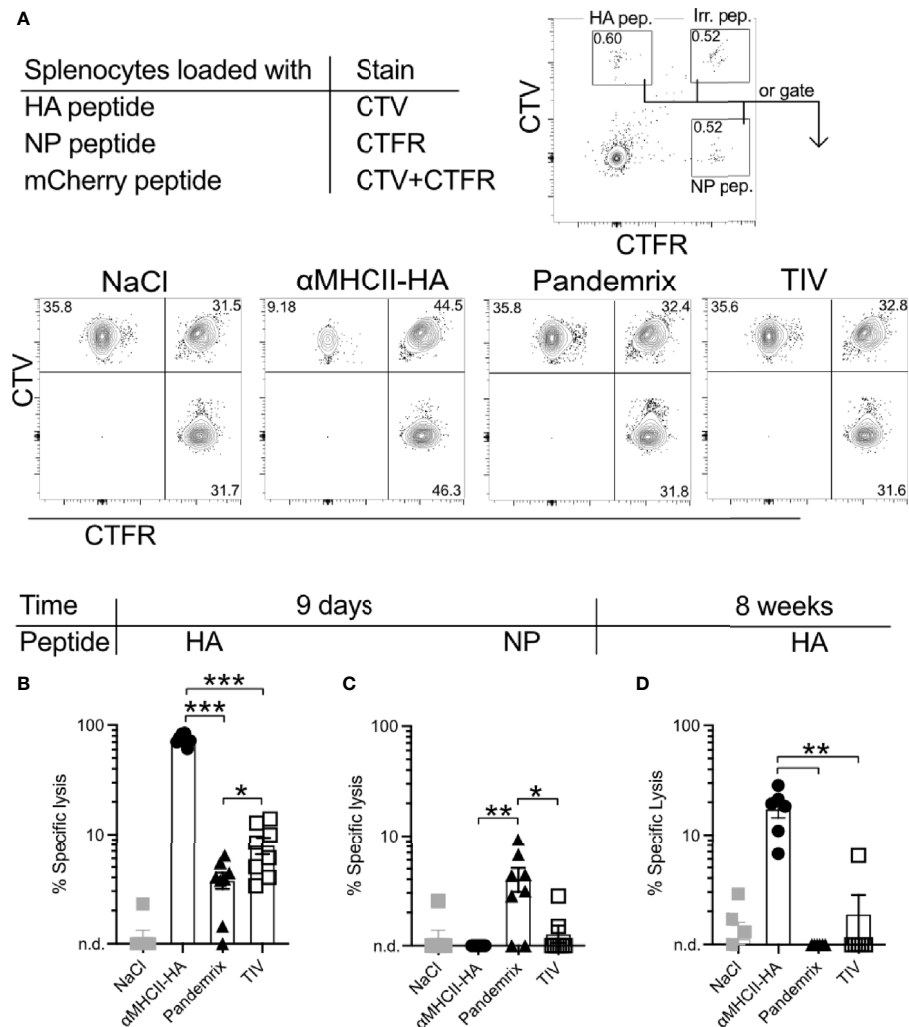 A
HA pep. Irr. pep.
0.60 0.52
Splenocytes loaded with Stain
HA peptide CTV
NP peptide CTFR
mCherry peptide CTV+CTFR
CTV
or gate
0.52
NP pep.
CTFR
NaCl αMHCII-HA Pandemrix TIV
35.8 31.5 9.18 44.5 35.8 32.4 35.6 32.8
CTV
31.7 46.3 31.8 31.6
CTFR
Time 9 days 8 weeks
Peptide HA NP HA
B C D
*** ***
*
** *
**
% Specific lysis
100
10
n.d.
NaCl αMHCII-HA Pandemrix TIV
% Specific lysis
100
10
n.d.
NaCl αMHCII-HA Pandemrix TIV
% Specific Lysis
100
10
n.d.
NaCl αMHCII-HA Pandemrix TIV